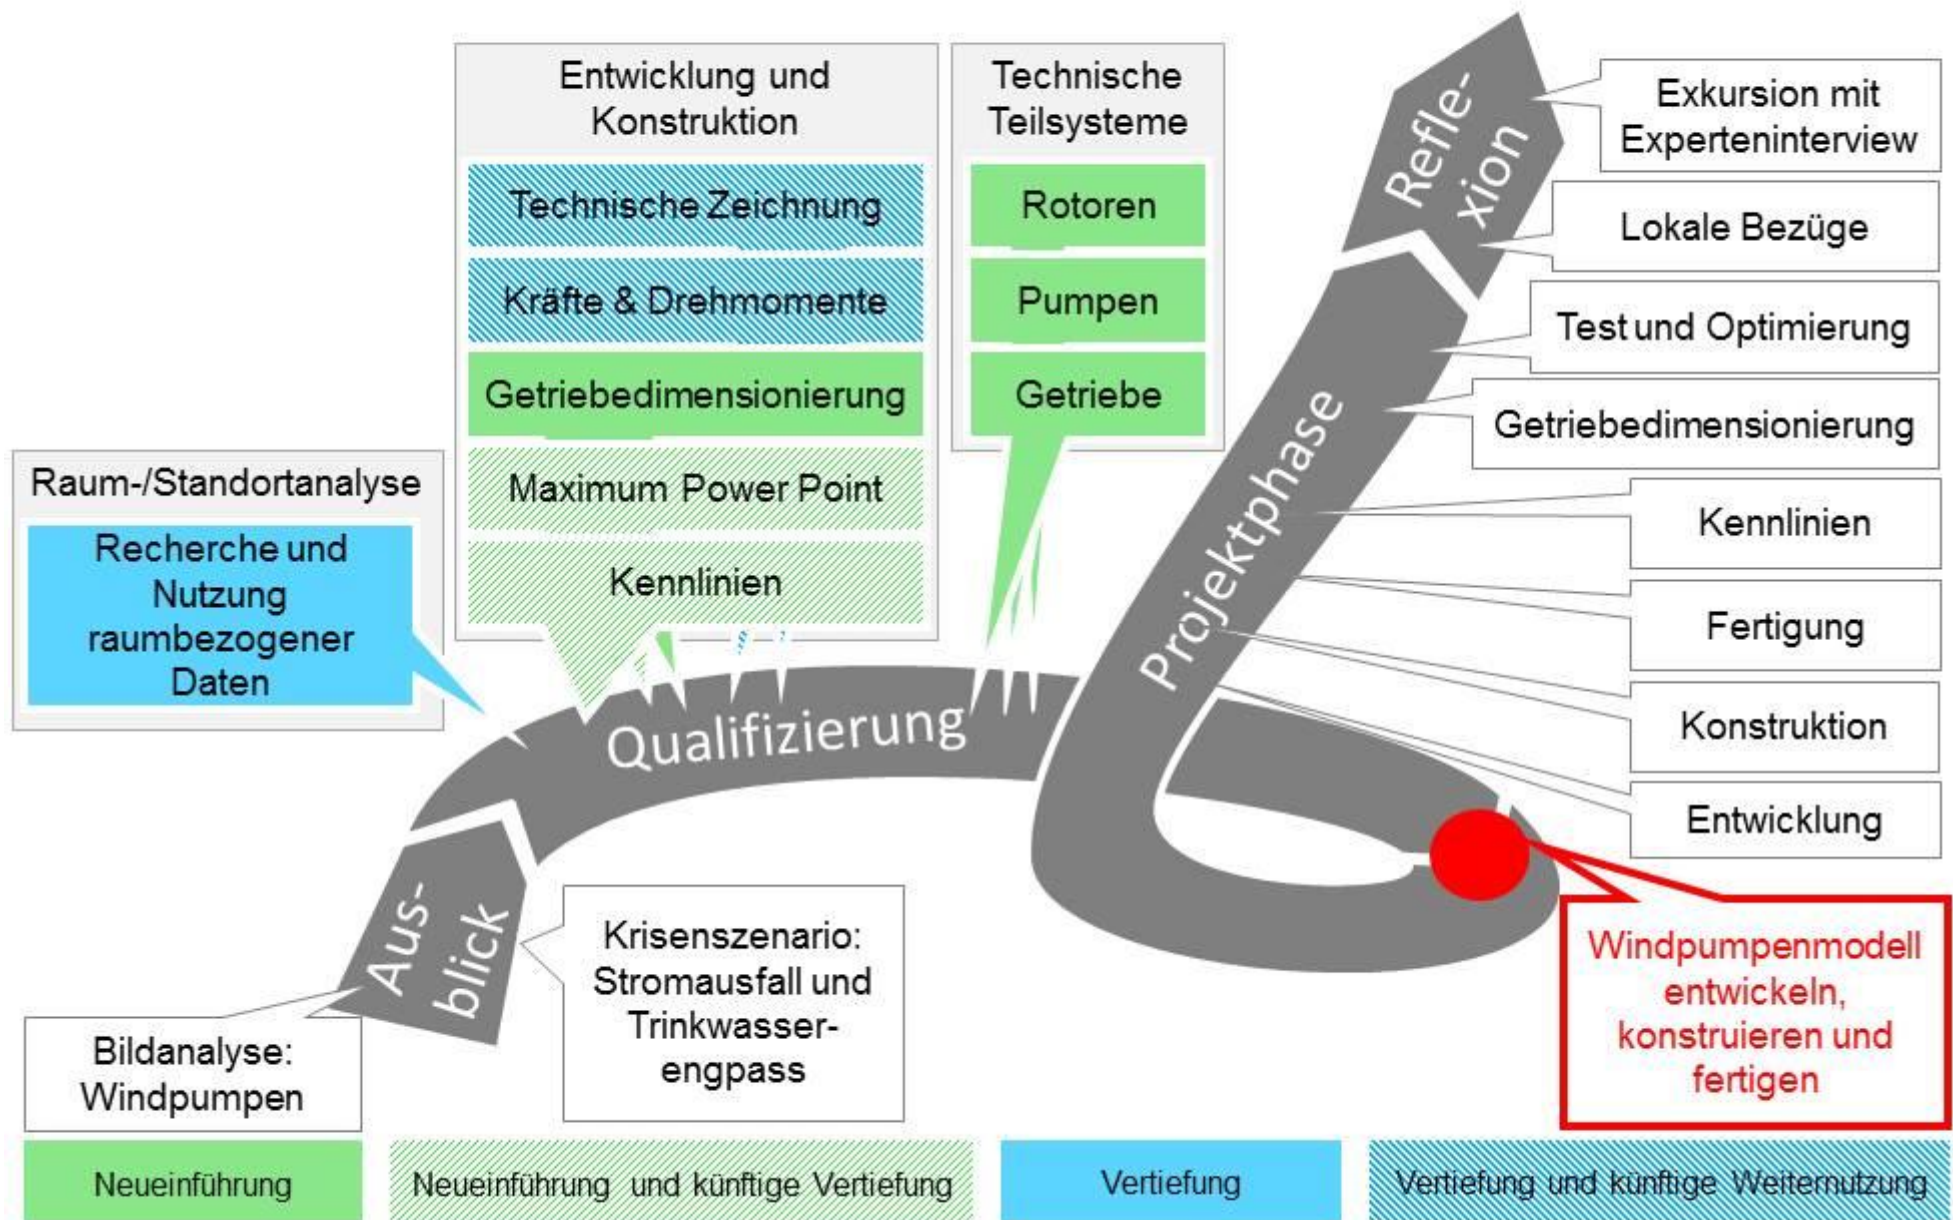 Entwicklung und
Konstruktion
Technische Zeichnung
Kräfte & Drehmomente
Getriebedimensionierung
Maximum Power Point
Kennlinien
Technische
Teilsysteme
Rotoren
Pumpen
Getriebe
Raum-/Standortanalyse
Recherche und
Nutzung
raumbezogener
Daten
Aus-
blick
Qualifizierung
Projektphase
Refle-
xion
Exkursion mit
Experteninterview
Lokale Bezüge
Test und Optimierung
Getriebedimensionierung
Kennlinien
Fertigung
Konstruktion
Entwicklung
Windpumpenmodell
entwickeln,
konstruieren und
fertigen
Krisenszenario:
Stromausfall und
Trinkwasser-
engpass
Bildanalyse:
Windpumpen
Neueinführung
Neueinführung und künftige Vertiefung
Vertiefung
Vertiefung und künftige Weiternutzung